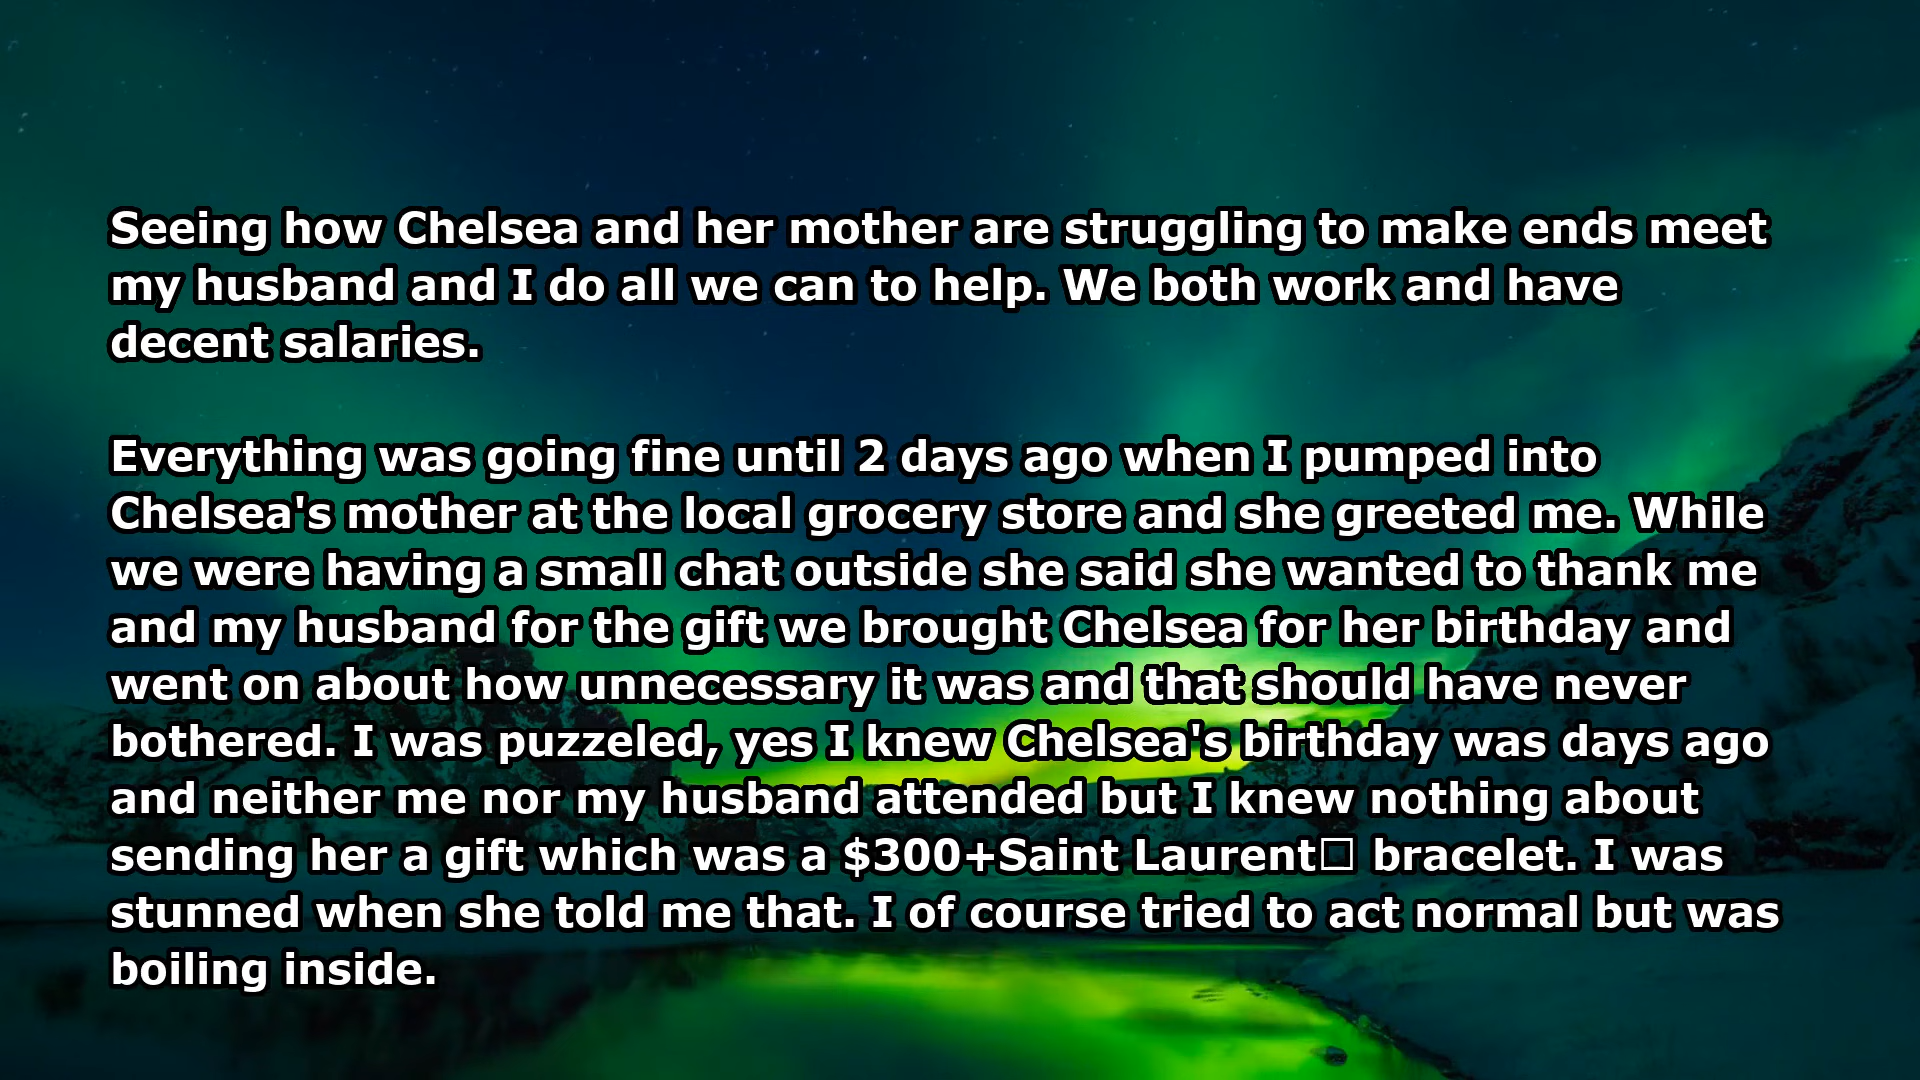 Seeing how Chelsea and her mother are struggling to make ends meet
my husband and I do all we can to help. We both work and have
decent salaries.
Everything was going fine until 2 days ago when I pumped into
Chelsea's mother at the local grocery store and she greeted me. While
we were having a small chat outside she said she wanted to thank me
and my husband for the gift we brought Chelsea for her birthday and
went on about how unnecessary it was and that should have never
bothered. I was puzzeled, yes I knew Chelsea's birthday was days ago
and neither me nor my husband attended but I knew nothing about
sending her a gift which was a $300+Saint Laurent□ bracelet. I was
stunned when she told me that. I of course tried to act normal but was
boiling inside.